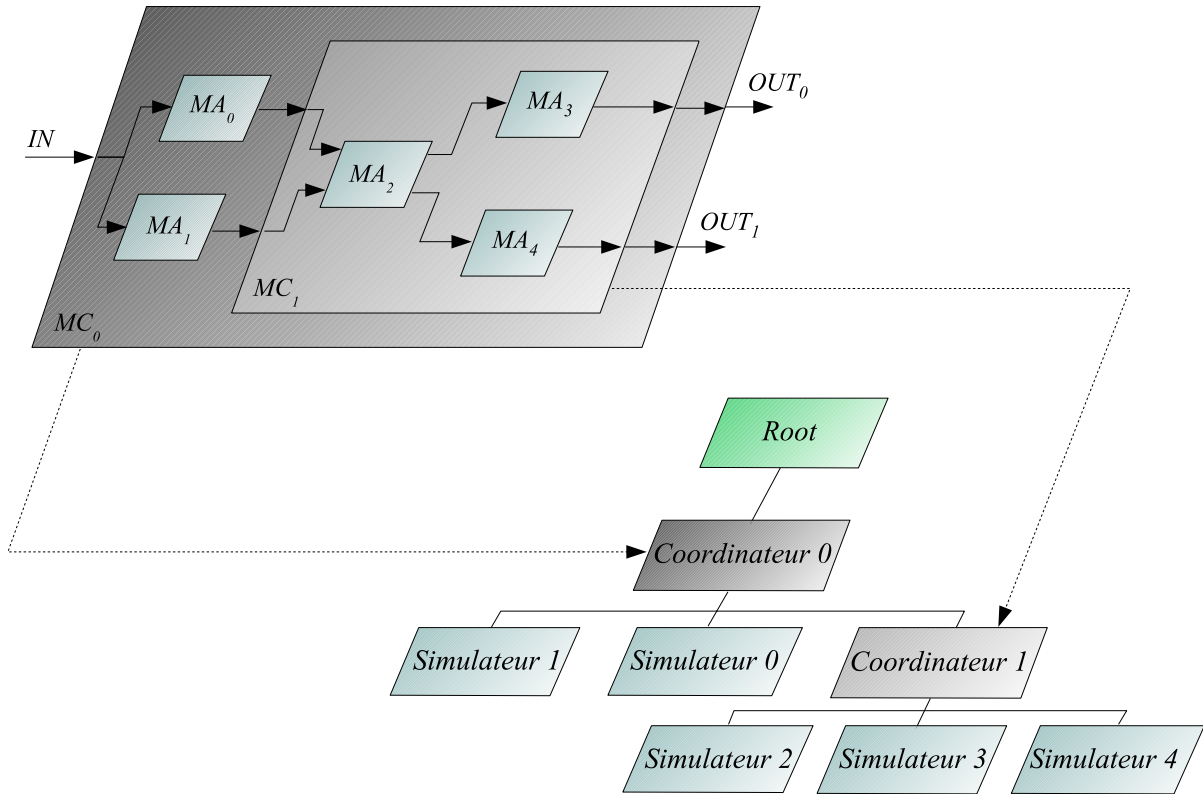 IN
MA₀
MA₁
MA₂
MA₃
MA₄
OUT₀
OUT₁
MC₁
MC₀
Root
Coordinateur 0
Simulateur 1
Simulateur 0
Coordinateur 1
Simulateur 2
Simulateur 3
Simulateur 4